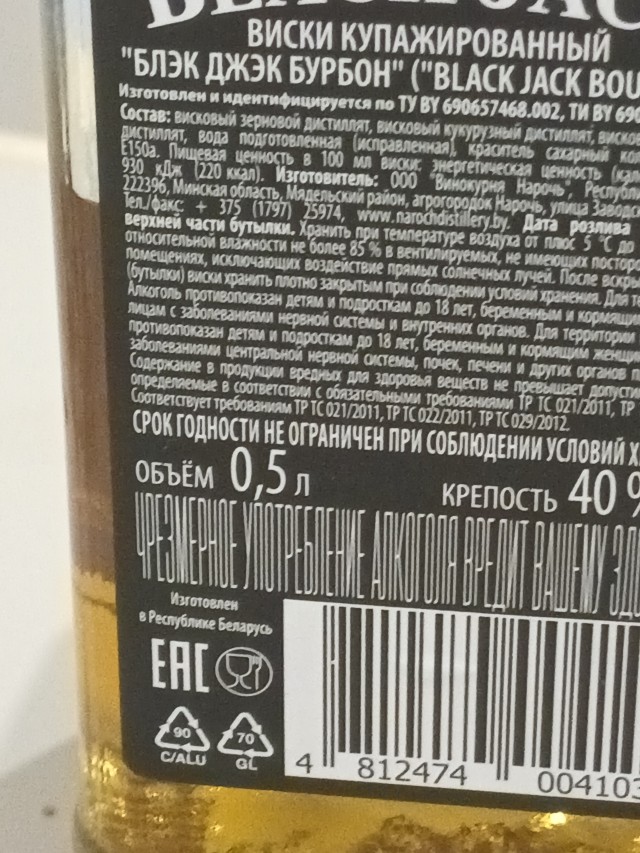 BLACK JAC
ВИСКИ КУПАЖИРОВАННЫЙ
"БЛЭК ДЖЭК БУРБОН" ("BLACK JACK BOU
Изготовлен и идентифицируется по ТУ BY 690657468.002, ТИ BY 690
Состав: висковый зерновой дистиллят, висковый кукурузный дистиллят, виско
дистиллят, вода подготовленная (исправленная), краситель сахарный ко
Е150а. Пищевая ценность в 100 мл виски: энергетическая ценность (кал
930 кДж (220 ккал). Изготовитель: ООО "Винокурня Нарочь", Республи
222396, Минская область, Мядельский район, агрогородок Нарочь, улица Заводс
Тел./факс: + 375 (1797) 25974, www.narochdistillery.by. Дата розлива
верхней части бутылки. Хранить при температуре воздуха от плюс 5 °С до
относительной влажности не более 85 % в вентилируемых, не имеющих посторо
помещениях, исключающих воздействие прямых солнечных лучей. После вскры
(бутылки) виски хранить плотно закрытым при соблюдении условий хранения. Для те
Алкоголь противопоказан детям и подросткам до 18 лет, беременным и кормящи
лицам с заболеваниями нервной системы и внутренних органов. Для территории
противопоказан детям и подросткам до 18 лет, беременным и кормящим женщи
заболеваниями центральной нервной системы, почек, печени и других органов п
Содержание в продукции вредных для здоровья веществ не превышает допусти
определяемые в соответствии с обязательными требованиями ТР ТС 021/2011, ТР
Соответствует требованиям ТР ТС 021/2011, ТР ТС 022/2011, ТР ТС 029/2012.
СРОК ГОДНОСТИ НЕ ОГРАНИЧЕН ПРИ СОБЛЮДЕНИИ УСЛОВИЙ Х
ОБЪЁМ 0,5 л КРЕПОСТЬ 40 %
ЧРЕЗМЕРНОЕ УПОТРЕБЛЕНИЕ АЛКОГОЛЯ ВРЕДИТ ВАШЕМУ ЗДО
Изготовлен
в Республике Беларусь
EAC
90 70
C/ALU GL
4 812474 004103